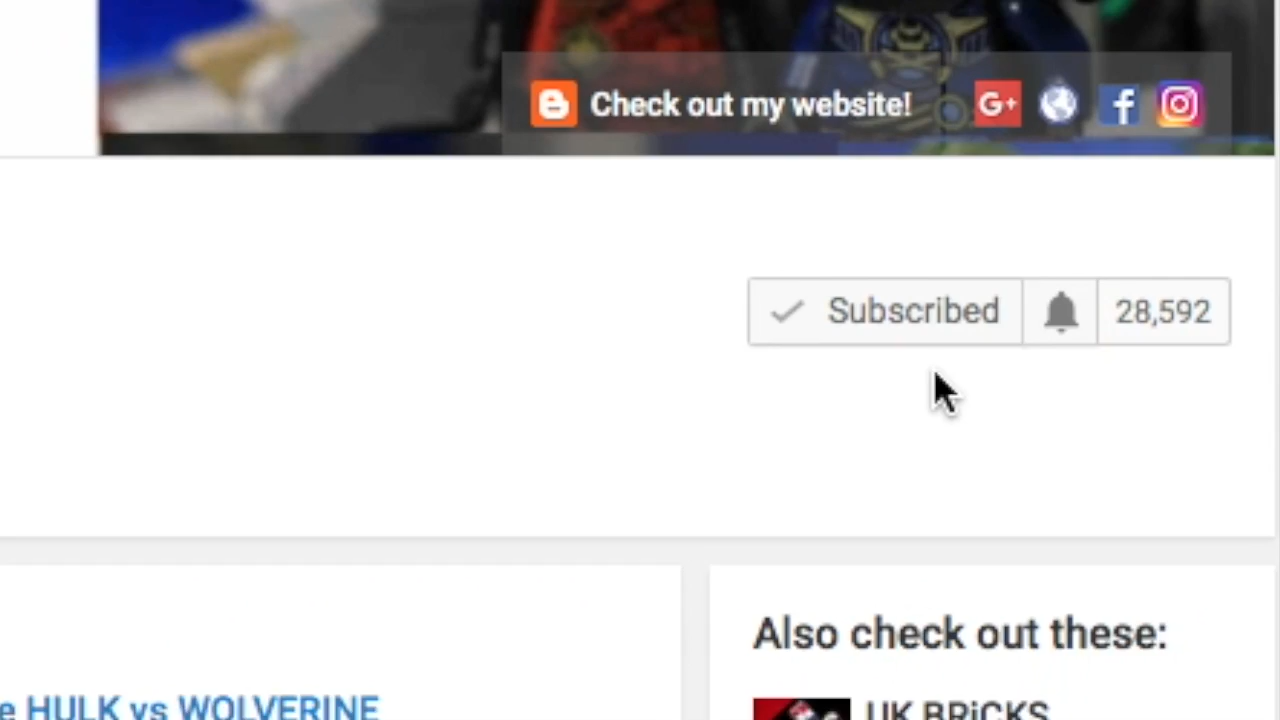 Check out my website! G+
Subscribed 28,592
Also check out these:
e HULK vs WOLVERINE
UK BRiCKS